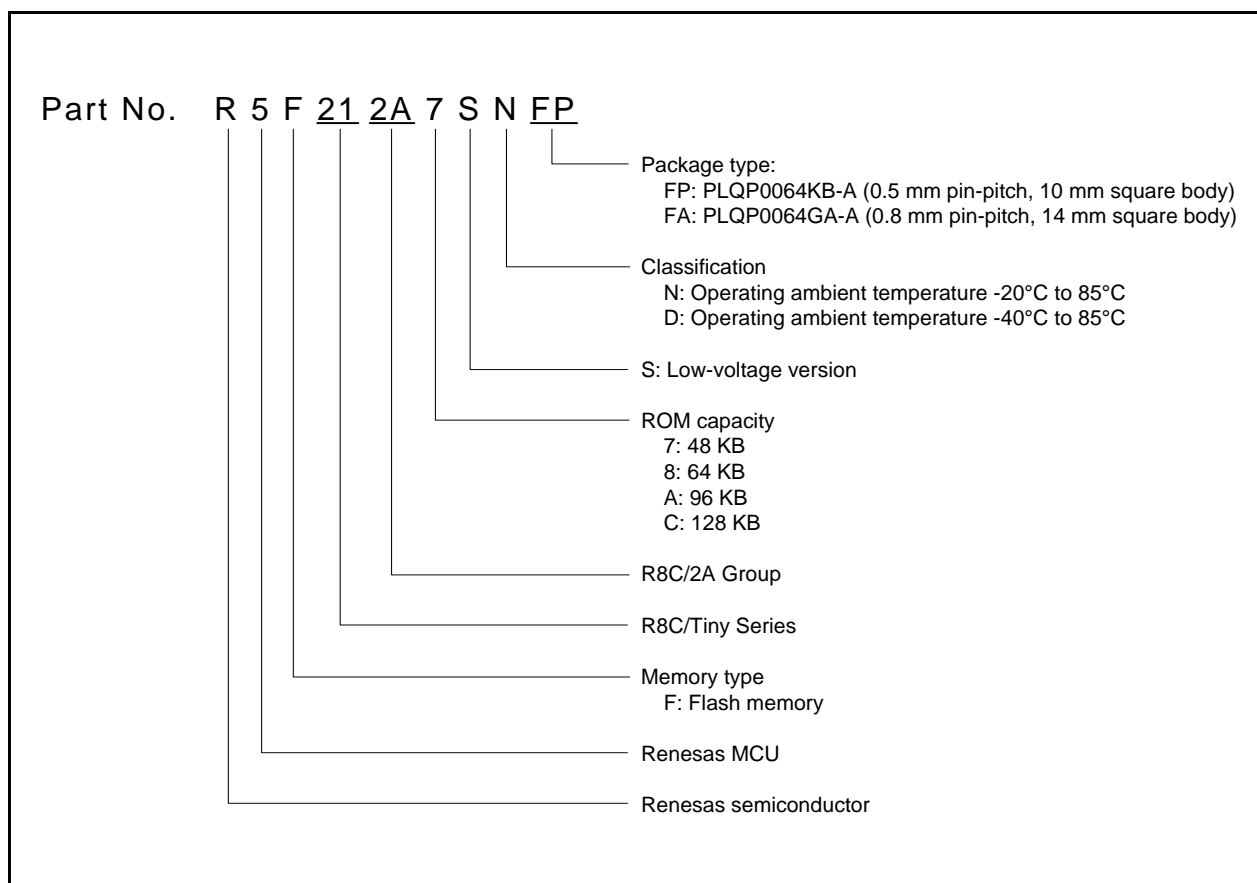 Part No. R 5 F 21 2A 7 S N FP
Package type:
FP: PLQP0064KB-A (0.5 mm pin-pitch, 10 mm square body)
FA: PLQP0064GA-A (0.8 mm pin-pitch, 14 mm square body)
Classification
N: Operating ambient temperature -20°C to 85°C
D: Operating ambient temperature -40°C to 85°C
S: Low-voltage version
ROM capacity
7: 48 KB
8: 64 KB
A: 96 KB
C: 128 KB
R8C/2A Group
R8C/Tiny Series
Memory type
F: Flash memory
Renesas MCU
Renesas semiconductor